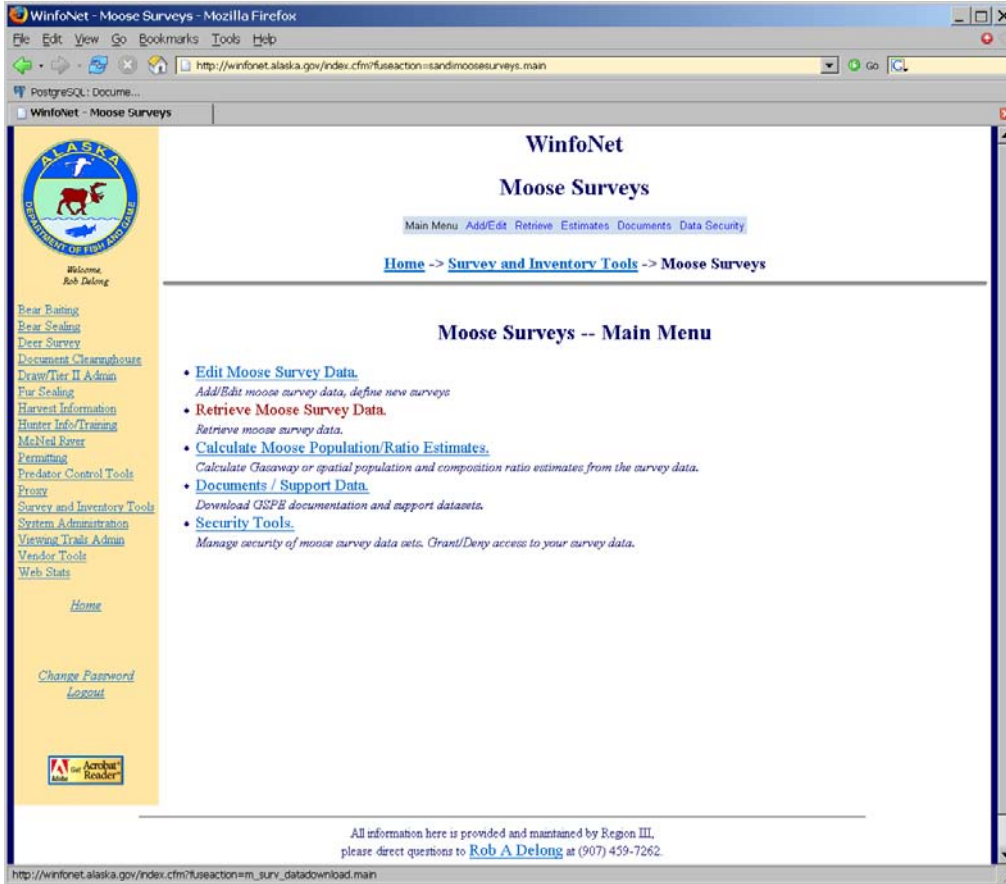 WinfoNet - Moose Surveys - Mozilla Firefox
File Edit View Go Bookmarks Tools Help
http://winfonet.alaska.gov/index.cfm?fuseaction=sandimoosesurveys.main
Go
PostgreSQL: Docume...
WinfoNet - Moose Surveys
ALASKA
DEPARTMENT OF FISH AND GAME
Welcome,
Rob Delong
Bear Baiting
Bear Sealing
Deer Survey
Document Clearinghouse
Draw/Tier II Admin
Fur Sealing
Harvest Information
Hunter Info/Training
McNeil River
Permitting
Predator Control Tools
Proxy
Survey and Inventory Tools
System Administration
Viewing Trails Admin
Vendor Tools
Web Stats
Home
Change Password
Logout
Adobe
Get Acrobat®
Reader®
WinfoNet
Moose Surveys
Main Menu Add/Edit Retrieve Estimates Documents Data Security
Home -> Survey and Inventory Tools -> Moose Surveys
Moose Surveys -- Main Menu
• Edit Moose Survey Data.
Add/Edit moose survey data, define new surveys
• Retrieve Moose Survey Data.
Retrieve moose survey data.
• Calculate Moose Population/Ratio Estimates.
Calculate Gasaway or spatial population and composition ratio estimates from the survey data.
• Documents / Support Data.
Download GSPE documentation and support datasets.
• Security Tools.
Manage security of moose survey data sets. Grant/Deny access to your survey data.
All information here is provided and maintained by Region III,
please direct questions to Rob A Delong at (907) 459-7262.
http://winfonet.alaska.gov/index.cfm?fuseaction=m_surv_datadownload.main